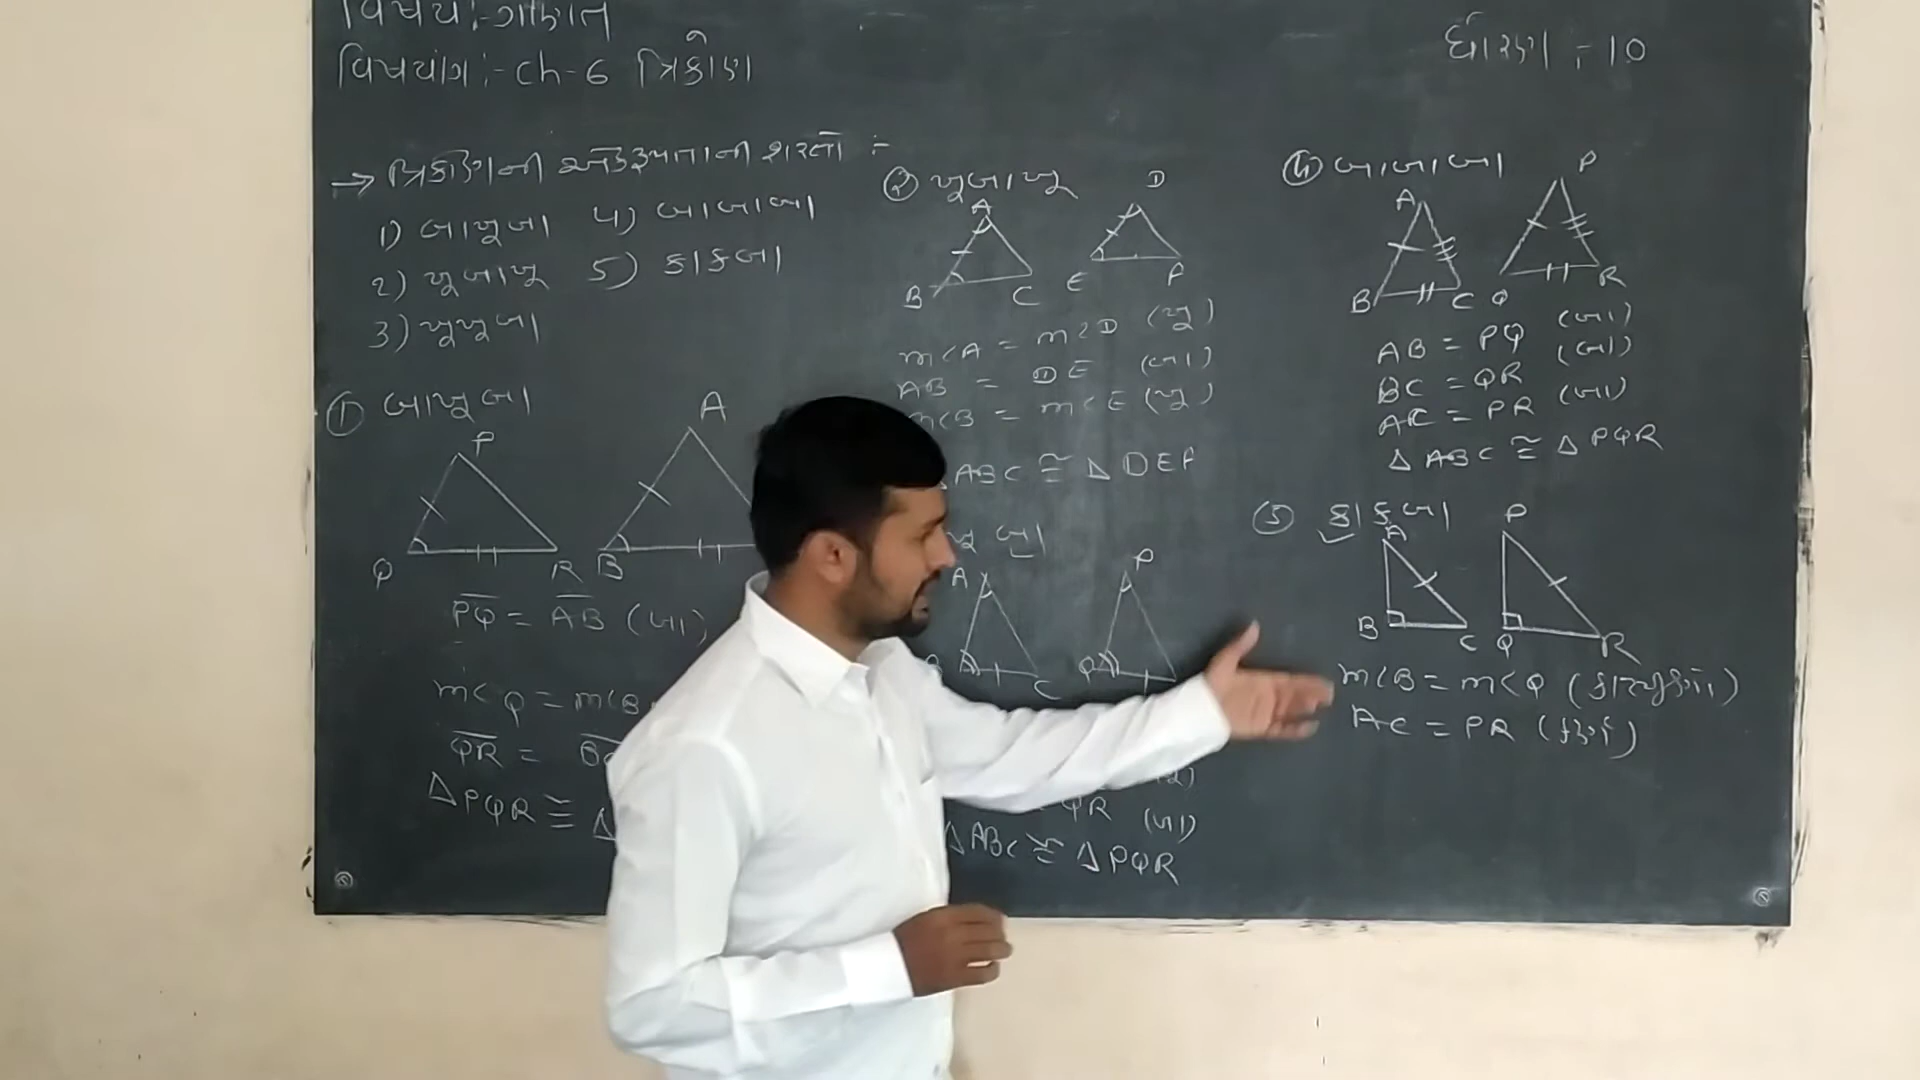 વિષય :- ગણિત
વિષયાંગ :- Ch-6 ત્રિકોણ
ધોરણ :- 10
→ ત્રિકોણની એકરૂપતાની શરતો :-
1) બાખૂબા 4) બાબાબા
2) ખૂબાખૂ 5) કાકબા
3) ખૂખૂબા
① બાખૂબા
P A
Q R B
PQ = AB (બા)
m<Q = m<B
QR =
△PQR ≅ △
② ખૂબાખૂ
A D
B C E F
m<A = m<D (ખૂ)
AB = DE (બા)
m<B = m<E (ખૂ)
ABC ≅ △DEF
ખૂ બા
A P
C Q
QR (બા)
△ABC ≅ △PQR
④ બાબાબા
A P
B C Q R
AB = PQ (બા)
BC = QR (બા)
AC = PR (બા)
△ABC ≅ △PQR
⑤ કાકબા
A P
B C Q R
m<B = m<Q (કાટખૂણો)
AC = PR (કર્ણ)